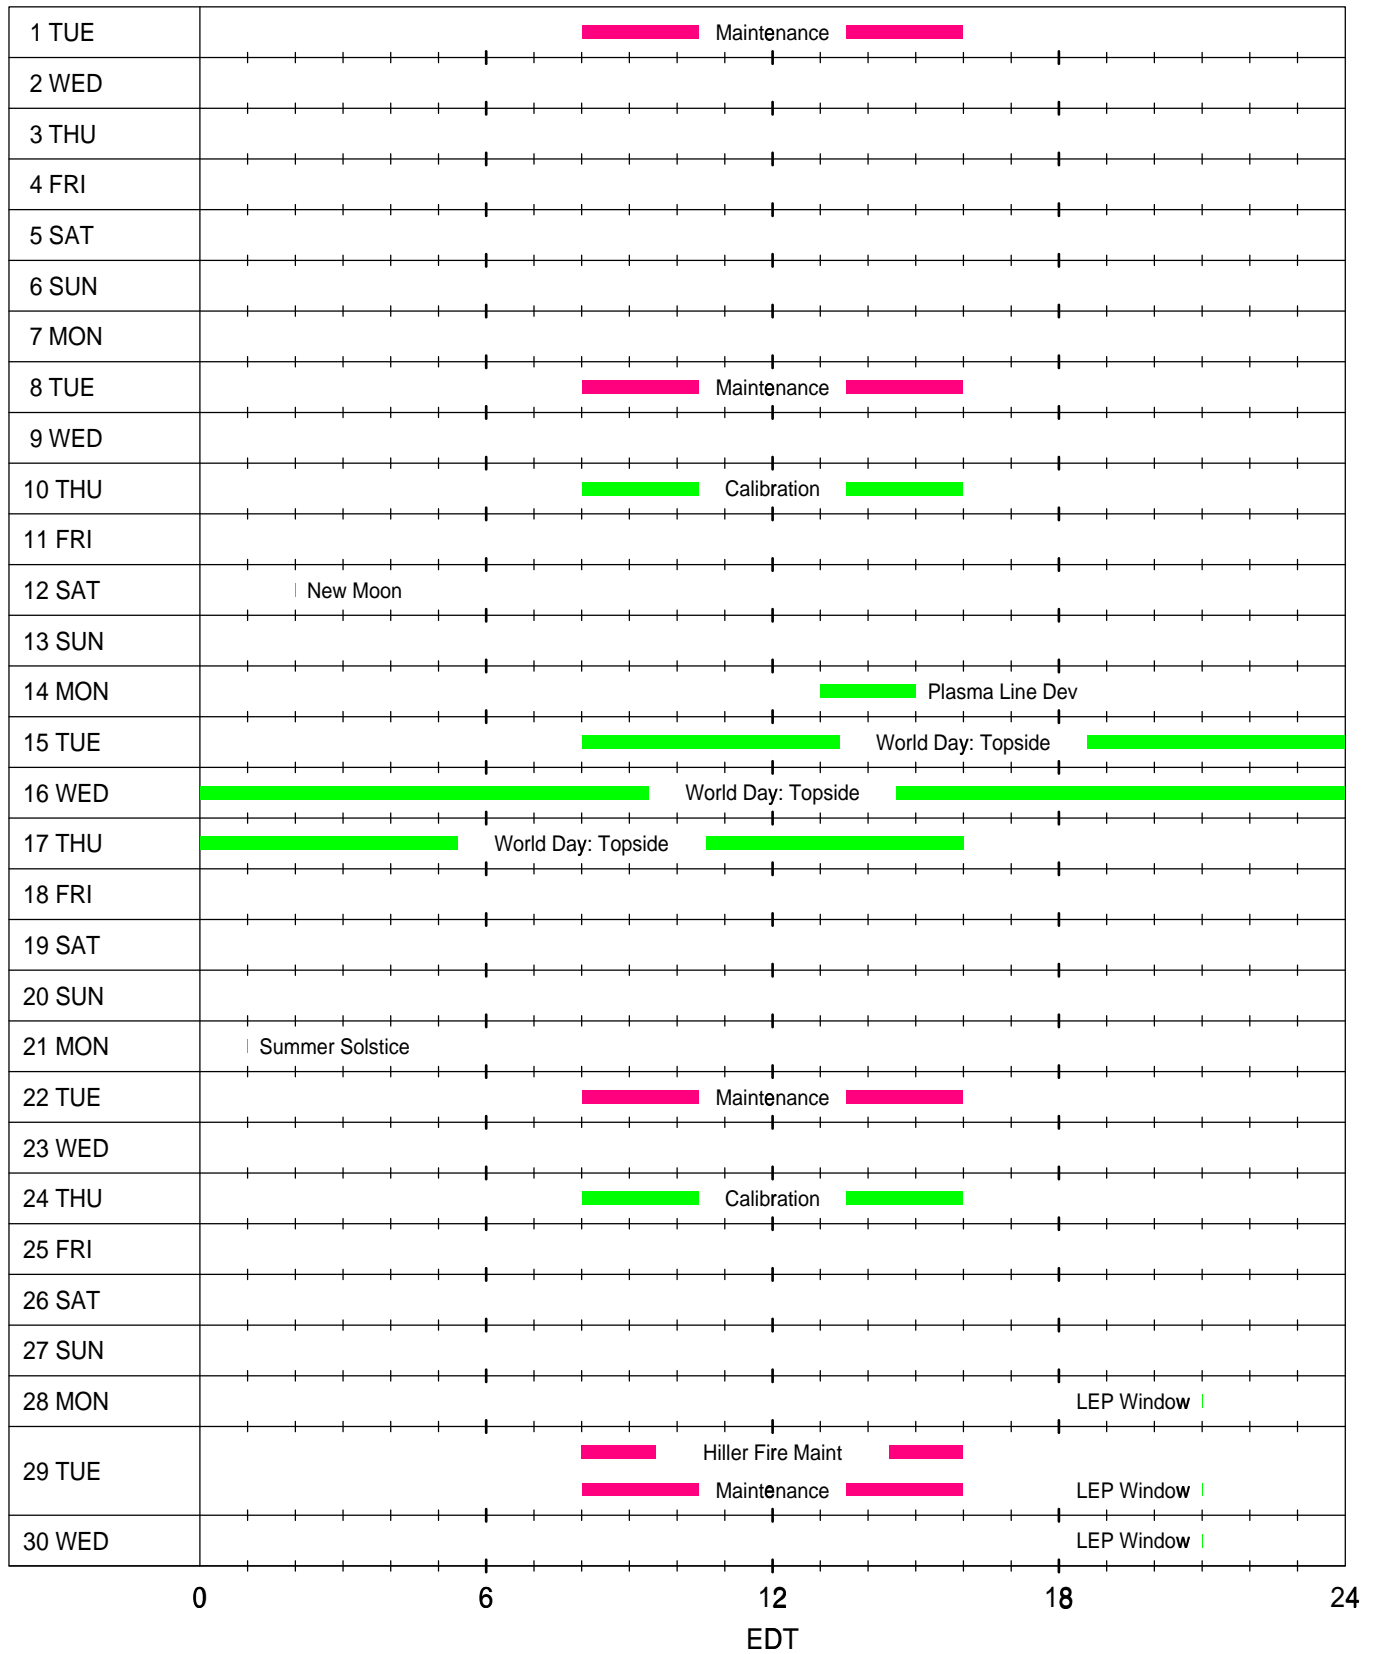 1 TUE Maintenance
2 WED
3 THU
4 FRI
5 SAT
6 SUN
7 MON
8 TUE Maintenance
9 WED
10 THU Calibration
11 FRI
12 SAT New Moon
13 SUN
14 MON Plasma Line Dev
15 TUE World Day: Topside
16 WED World Day: Topside
17 THU World Day: Topside
18 FRI
19 SAT
20 SUN
21 MON Summer Solstice
22 TUE Maintenance
23 WED
24 THU Calibration
25 FRI
26 SAT
27 SUN
28 MON LEP Window
Hiller Fire Maint
29 TUE
Maintenance LEP Window
30 WED LEP Window
0 6 12 18 24
EDT